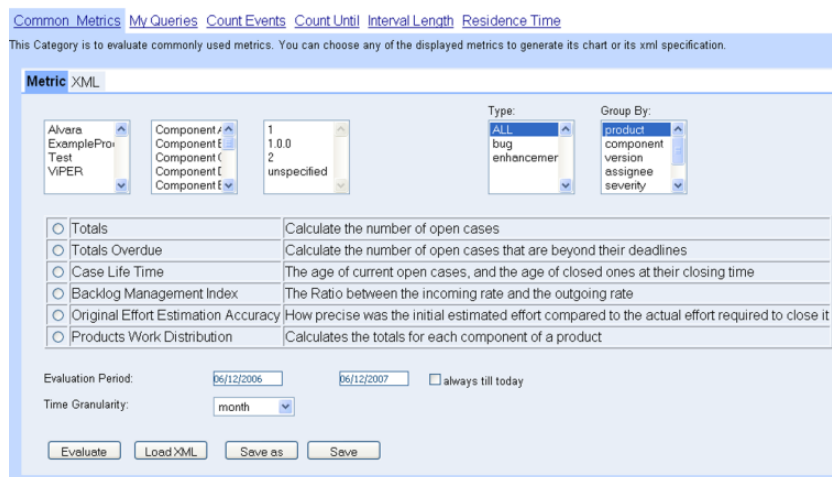 Common Metrics My Queries Count Events Count Until Interval Length Residence Time
This Category is to evaluate commonly used metrics. You can choose any of the displayed metrics to generate its chart or its xml specification.
Metric XML
Type: Group By:
Alvara Component A 1 ALL product
ExamplePro Component B 1.0.0 bug component
Test Component C 2 enhancemer version
ViPER Component D unspecified assignee
Component E severity
Totals Calculate the number of open cases
Totals Overdue Calculate the number of open cases that are beyond their deadlines
Case Life Time The age of current open cases, and the age of closed ones at their closing time
Backlog Management Index The Ratio between the incoming rate and the outgoing rate
Original Effort Estimation Accuracy How precise was the initial estimated effort compared to the actual effort required to close it
Products Work Distribution Calculates the totals for each component of a product
Evaluation Period: 06/12/2006 06/12/2007 always till today
Time Granularity: month
Evaluate Load XML Save as Save